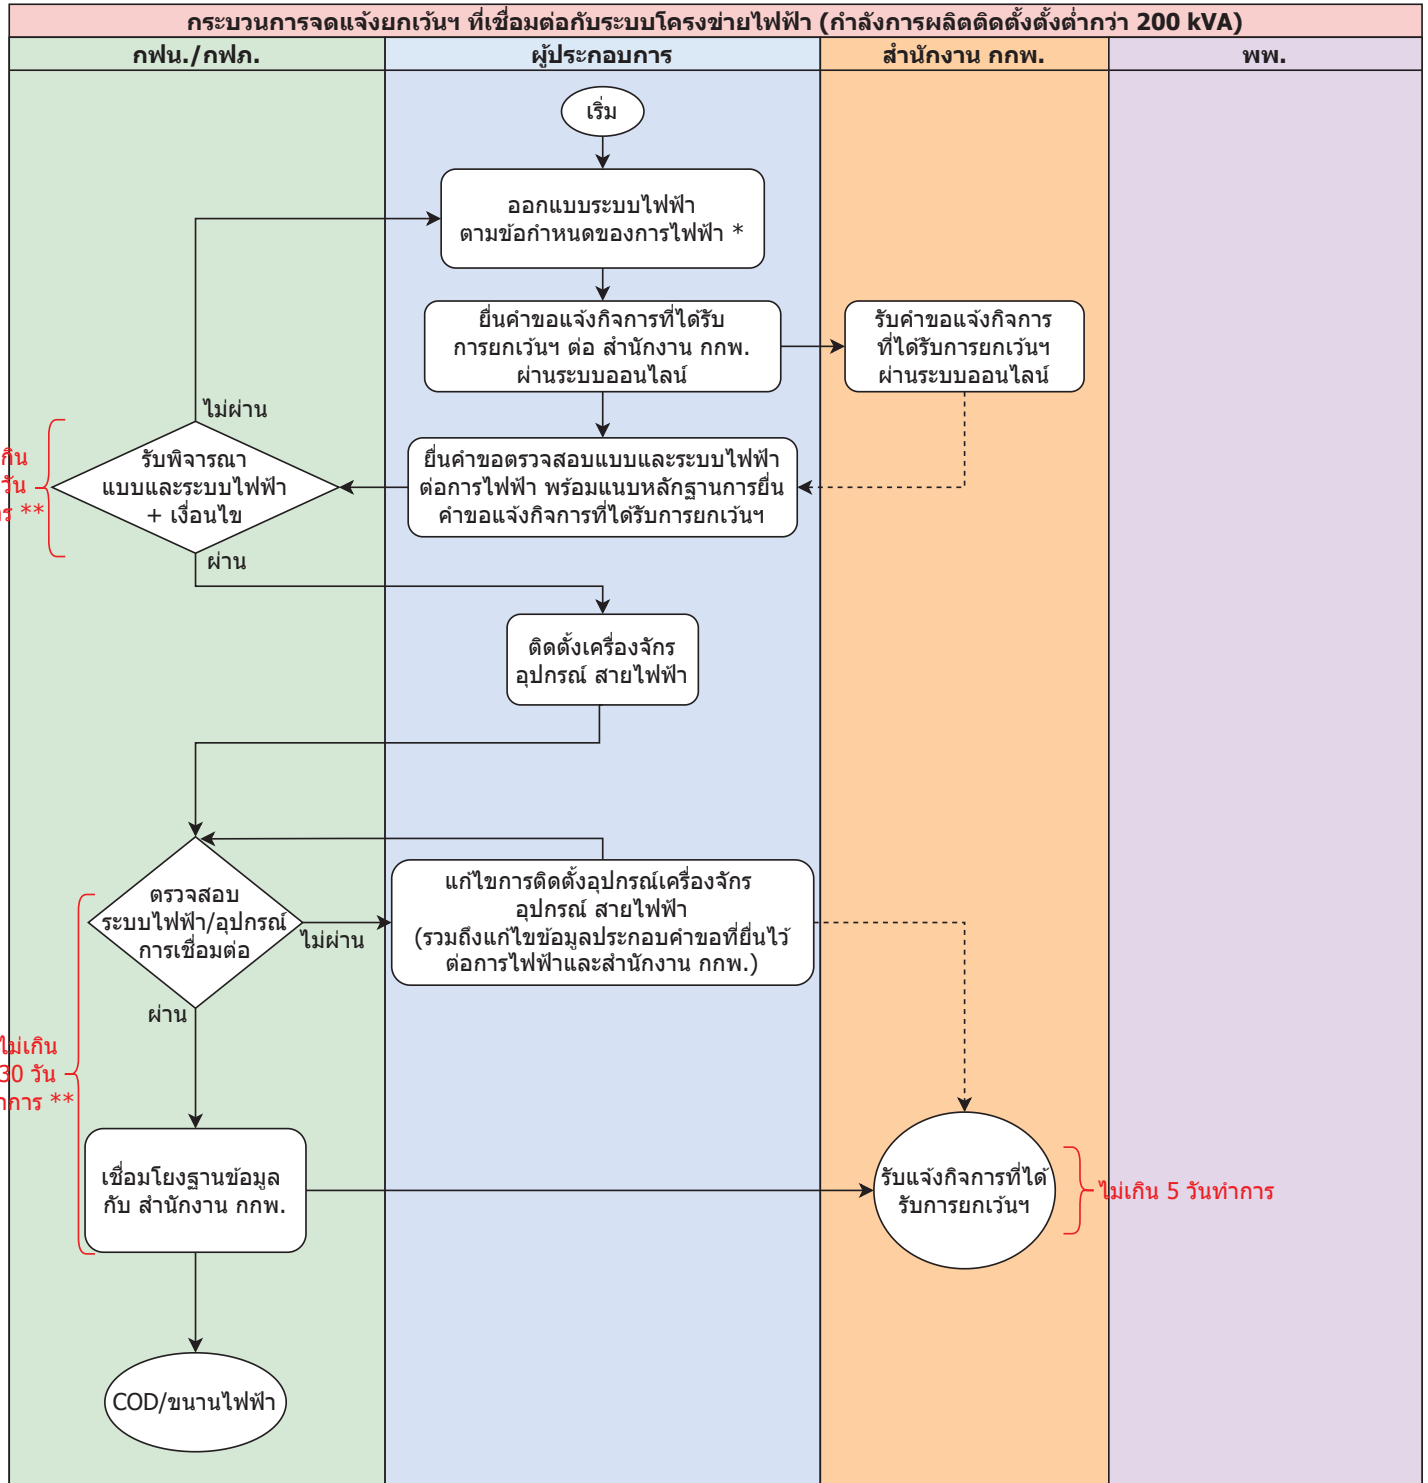 กระบวนการจดแจ้งยกเว้นฯ ที่เชื่อมต่อกับระบบโครงข่ายไฟฟ้า (กำลังการผลิตติดตั้งตั้งต่ำกว่า 200 kVA)
กฟน./กฟภ.
ผู้ประกอบการ
สำนักงาน กกพ.
พพ.
เริ่ม
ออกแบบระบบไฟฟ้า
ตามข้อกำหนดของการไฟฟ้า *
ยื่นคำขอแจ้งกิจการที่ได้รับ
การยกเว้นฯ ต่อ สำนักงาน กกพ.
ผ่านระบบออนไลน์
รับคำขอแจ้งกิจการ
ที่ได้รับการยกเว้นฯ
ผ่านระบบออนไลน์
ไม่ผ่าน
รับพิจารณา
แบบและระบบไฟฟ้า
+ เงื่อนไข
วัน
**
ยื่นคำขอตรวจสอบแบบและระบบไฟฟ้า
ต่อการไฟฟ้า พร้อมแนบหลักฐานการยื่น
คำขอแจ้งกิจการที่ได้รับการยกเว้นฯ
ผ่าน
ติดตั้งเครื่องจักร
อุปกรณ์ สายไฟฟ้า
ตรวจสอบ
ระบบไฟฟ้า/อุปกรณ์
การเชื่อมต่อ
ไม่ผ่าน
แก้ไขการติดตั้งอุปกรณ์เครื่องจักร
อุปกรณ์ สายไฟฟ้า
(รวมถึงแก้ไขข้อมูลประกอบคำขอที่ยื่นไว้
ต่อการไฟฟ้าและสำนักงาน กกพ.)
ผ่าน
ไม่เกิน
30 วัน
**
เชื่อมโยงฐานข้อมูล
กับ สำนักงาน กกพ.
รับแจ้งกิจการที่ได้
รับการยกเว้นฯ
ไม่เกิน 5 วันทำการ
COD/ขนานไฟฟ้า